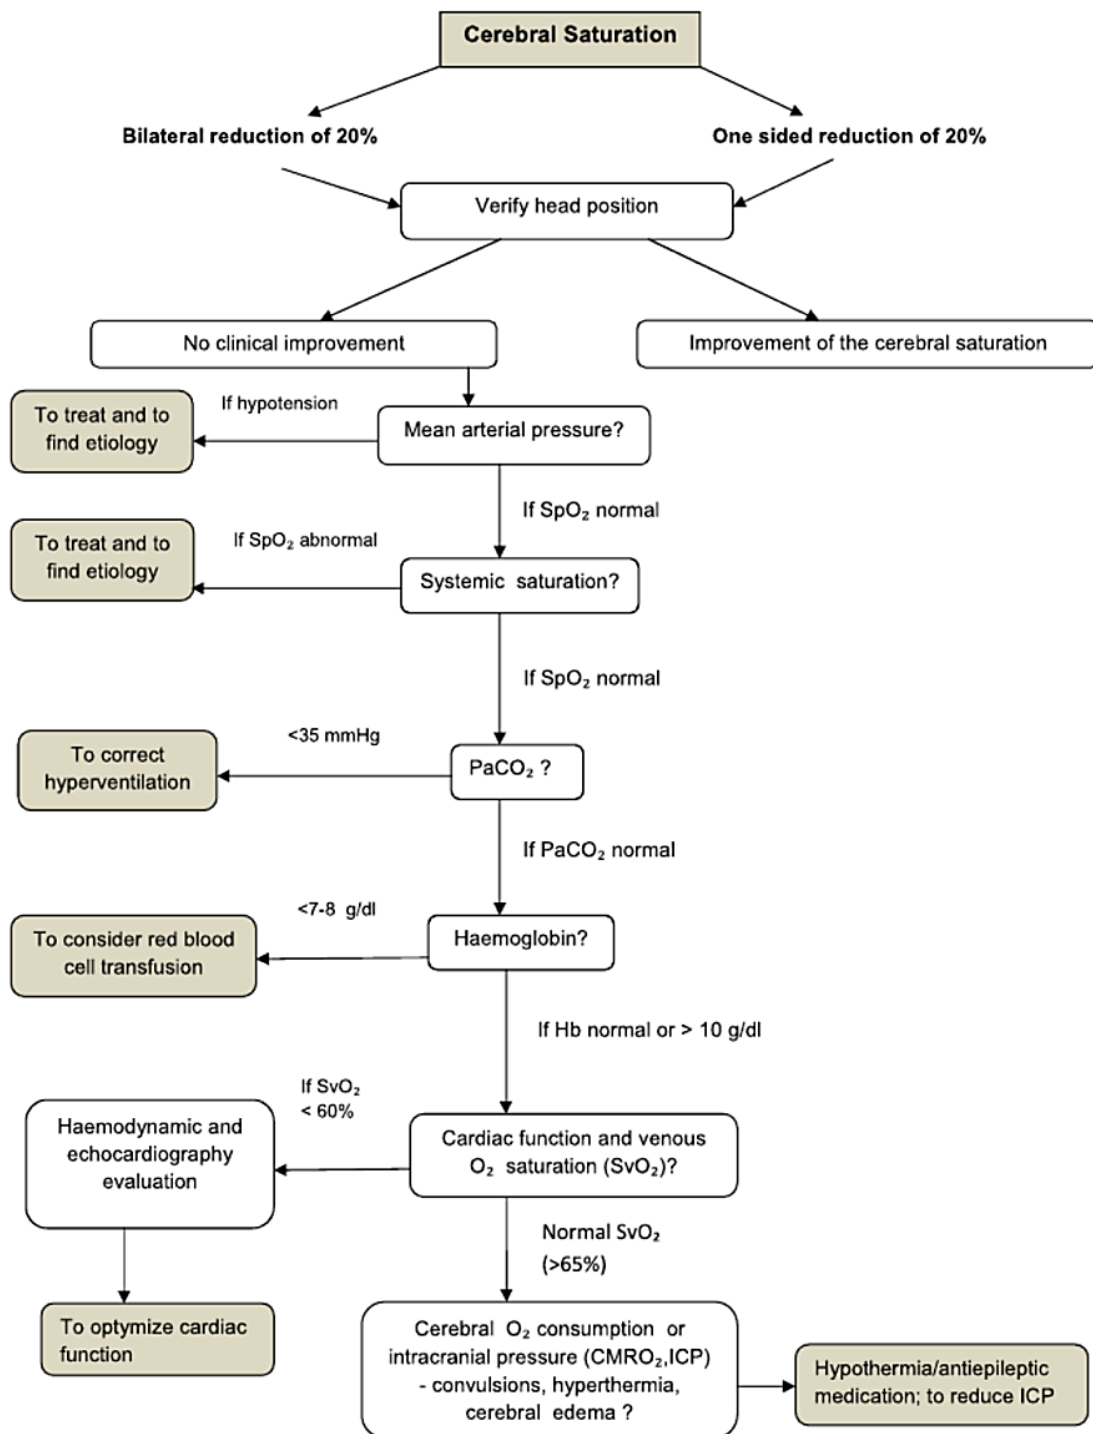 Cerebral Saturation
Bilateral reduction of 20%
One sided reduction of 20%
Verify head position
No clinical improvement
Improvement of the cerebral saturation
To treat and to
find etiology
If hypotension
Mean arterial pressure?
If SpO₂ normal
To treat and to
find etiology
If SpO₂ abnormal
Systemic saturation?
If SpO₂ normal
To correct
hyperventilation
<35 mmHg
PaCO₂ ?
If PaCO₂ normal
To consider red blood
cell transfusion
<7-8 g/dl
Haemoglobin?
If Hb normal or > 10 g/dl
If SvO₂
< 60%
Haemodynamic and
echocardiography
evaluation
Cardiac function and venous
O₂ saturation (SvO₂)?
Normal SvO₂
(>65%)
To optymize cardiac
function
Cerebral O₂ consumption or
intracranial pressure (CMRO₂,ICP)
- convulsions, hyperthermia,
cerebral edema ?
Hypothermia/antiepileptic
medication; to reduce ICP